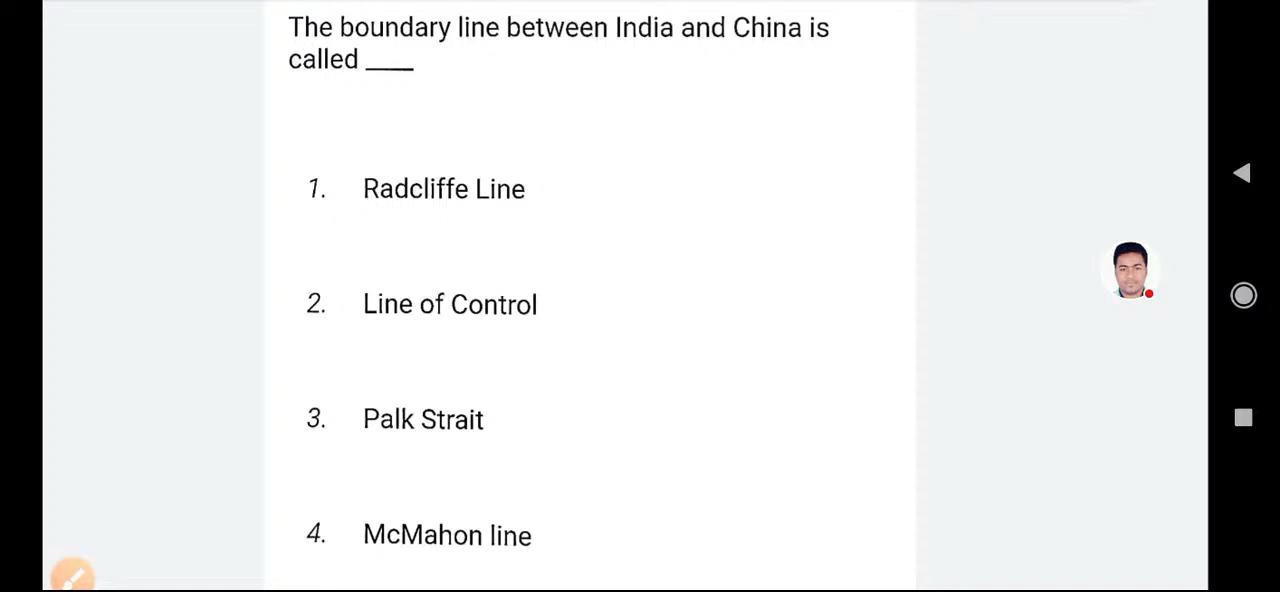 The boundary line between India and China is
called ____
1. Radcliffe Line
2. Line of Control
3. Palk Strait
4. McMahon line